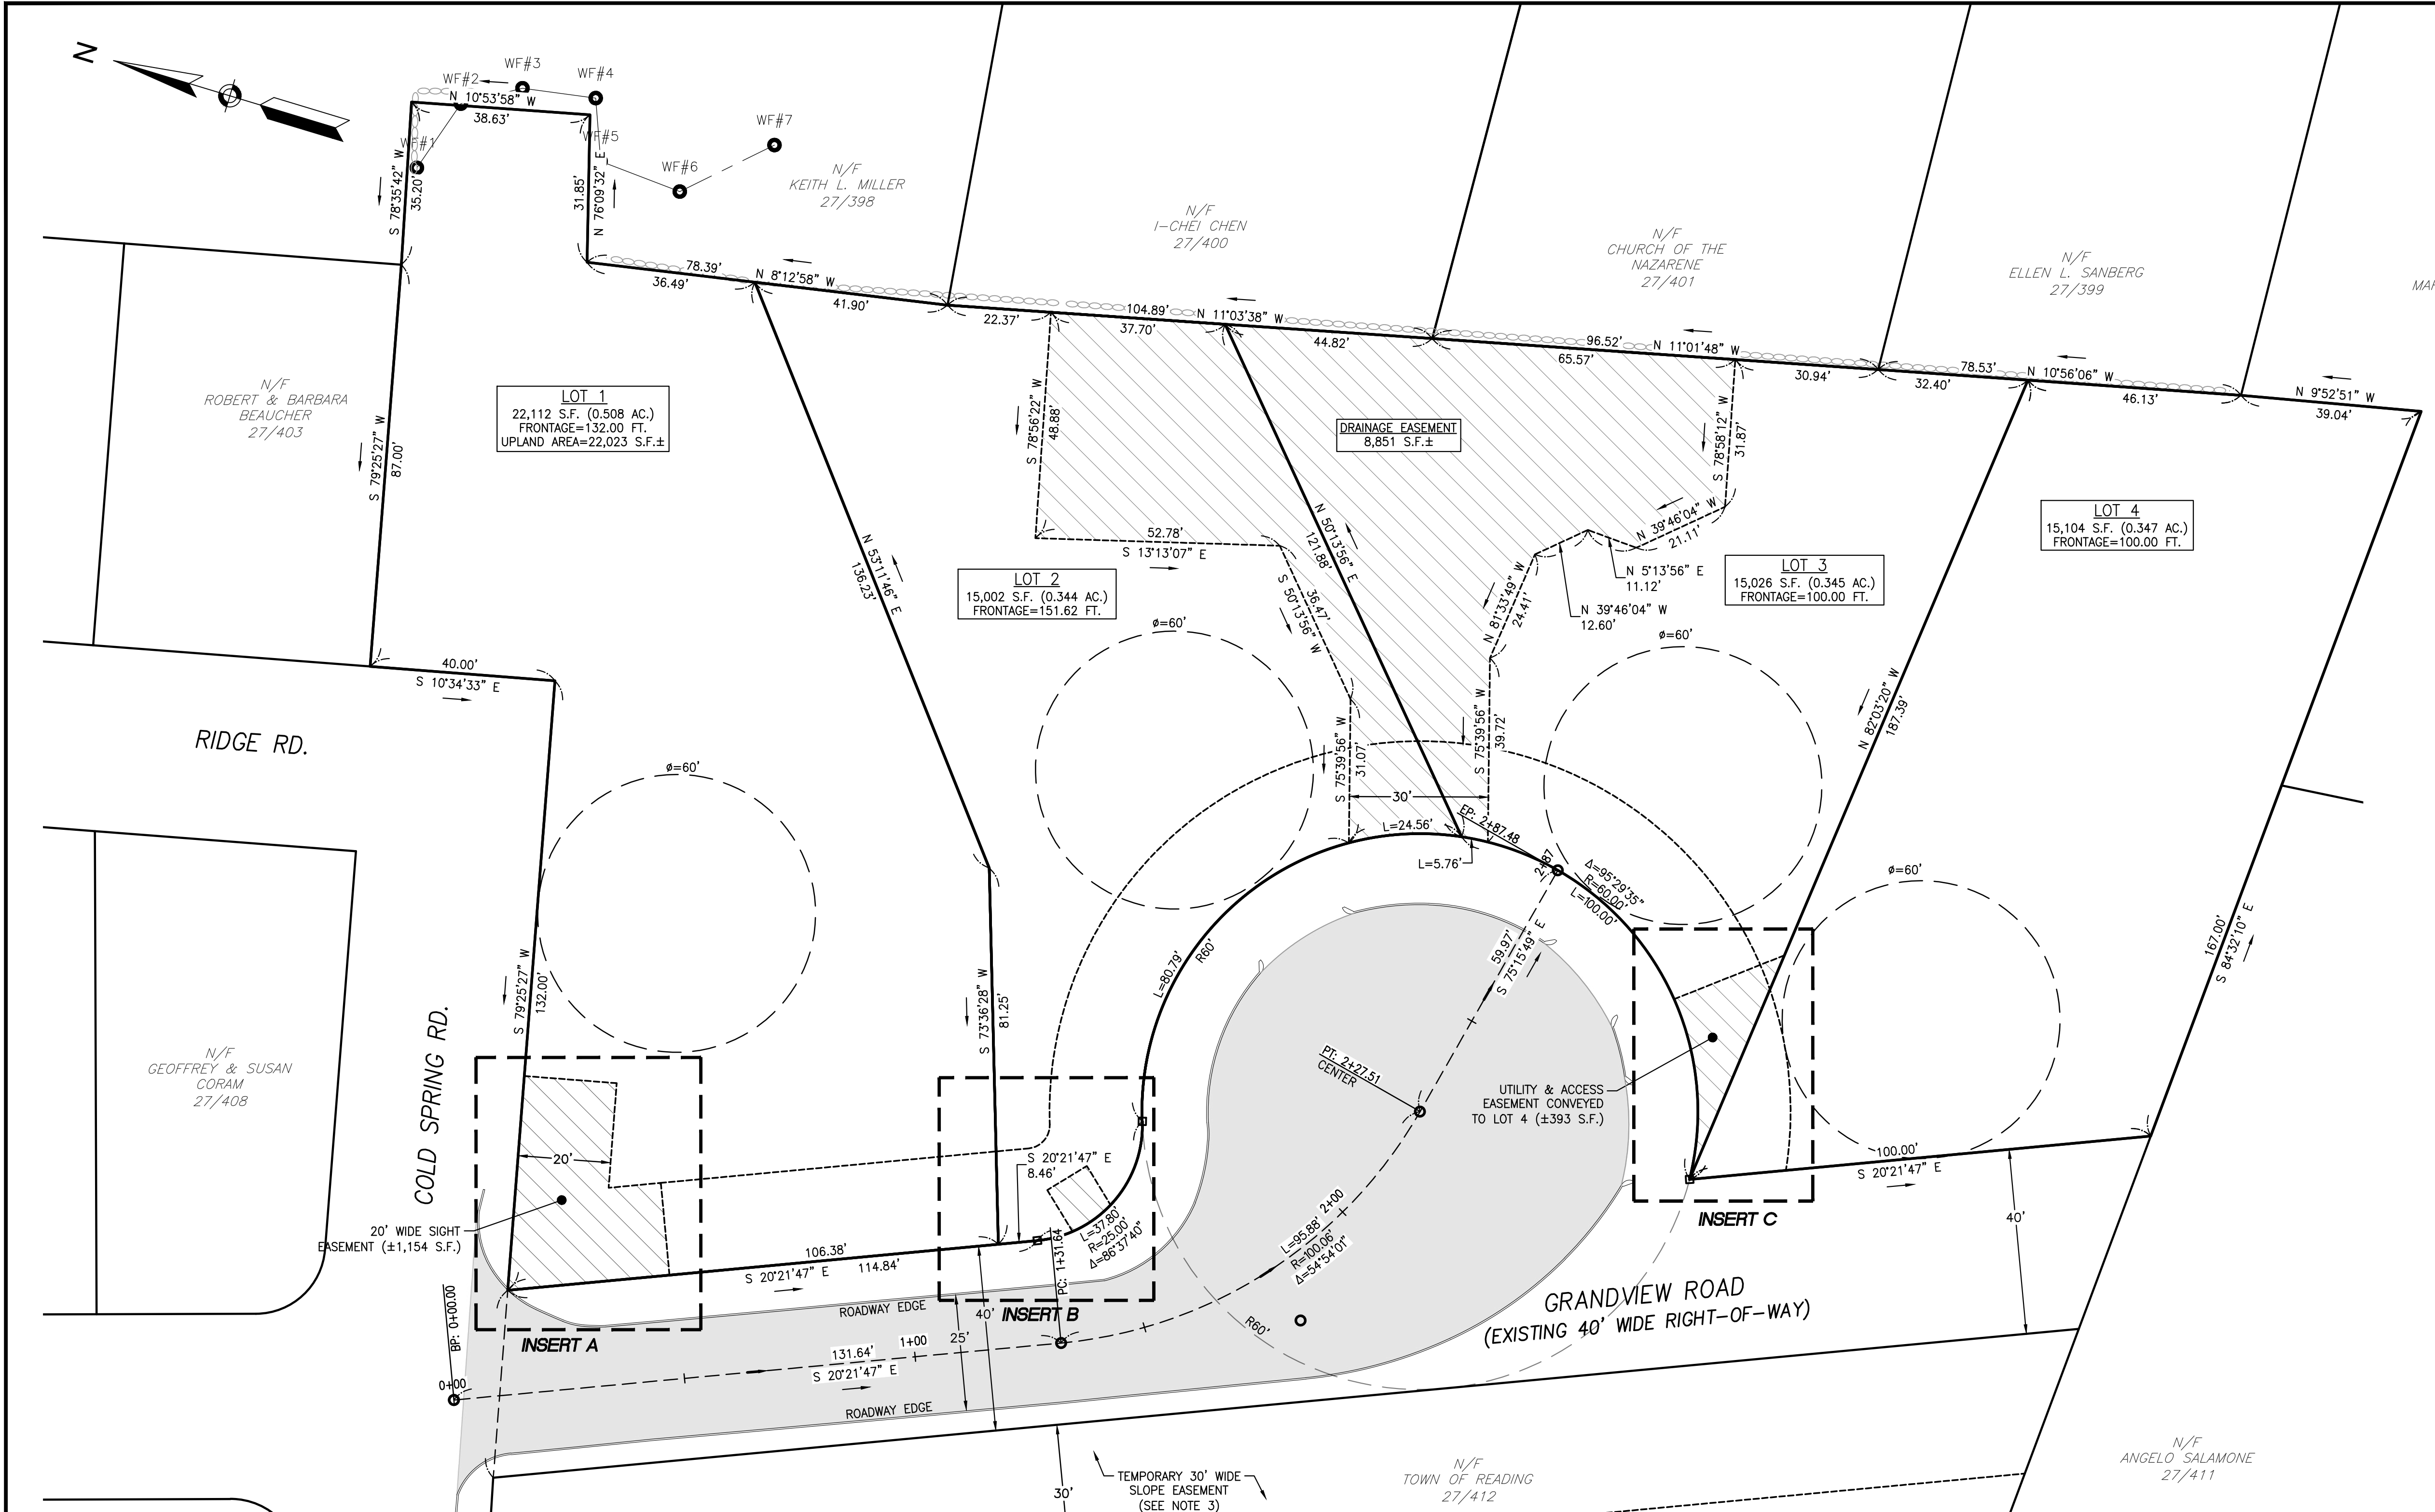 N
WF#1
WF#2
WF#3
WF#4
WF#5
WF#6
WF#7
N 10°53'58" W
38.63'
S 78°35'42" W
35.20'
31.85'
N 76°09'32" E
N/F
KEITH L. MILLER
27/398
N/F
I-CHEI CHEN
27/400
N/F
CHURCH OF THE
NAZARENE
27/401
N/F
ELLEN L. SANBERG
27/399
MAR
78.39'
N 8°12'58" W
36.49'
41.90'
22.37'
104.89'
N 11°03'38" W
37.70'
44.82'
96.52'
N 11°01'48" W
65.57'
30.94'
78.53'
N 10°56'06" W
32.40'
46.13'
N 9°52'51" W
39.04'
N/F
ROBERT & BARBARA
BEAUCHER
27/403
LOT 1
22,112 S.F. (0.508 AC.)
FRONTAGE=132.00 FT.
UPLAND AREA=22,023 S.F.±
S 79°25'27" W
87.00'
S 78°56'22" W
48.88'
DRAINAGE EASEMENT
8,851 S.F.±
S 78°58'12" W
31.87'
N 39°46'04" W
21.11'
52.78'
S 13°13'07" E
N 53°11'46" E
136.23'
N 50°13'56" E
121.88'
36.47'
S 50°13'56" W
N 81°33'49" W
24.41'
N 5°13'56" E
11.12'
N 39°46'04" W
12.60'
LOT 2
15,002 S.F. (0.344 AC.)
FRONTAGE=151.62 FT.
LOT 3
15,026 S.F. (0.345 AC.)
FRONTAGE=100.00 FT.
LOT 4
15,104 S.F. (0.347 AC.)
FRONTAGE=100.00 FT.
ø=60'
ø=60'
ø=60'
ø=60'
40.00'
S 10°34'33" E
RIDGE RD.
S 75°39'56" W
31.07'
S 75°39'56" W
39.72'
30'
N 82°03'20" W
187.39'
L=24.56'
L=5.76'
EP: 2+87.48
2+87
Δ=95°29'35"
R=60.00'
L=100.00'
L=80.79'
R60'
59.97'
S 75°15'49" E
167.00'
S 84°32'10" E
S 79°25'27" W
132.00'
S 73°36'28" W
81.25'
COLD SPRING RD.
N/F
GEOFFREY & SUSAN
CORAM
27/408
PT: 2+27.51
CENTER
UTILITY & ACCESS
EASEMENT CONVEYED
TO LOT 4 (±393 S.F.)
20'
20' WIDE SIGHT
EASEMENT (±1,154 S.F.)
S 20°21'47" E
8.46'
L=37.80'
R=25.00'
Δ=86°37'40"
PC: 1+31.64
L=95.88'
R=100.06'
Δ=54°54'01"
2+00
100.00'
S 20°21'47" E
40'
INSERT C
106.38'
S 20°21'47" E
114.84'
ROADWAY EDGE
40'
INSERT B
INSERT A
BP: 0+00.00
0+00
131.64'
S 20°21'47" E
1+00
25'
R60'
GRANDVIEW ROAD
(EXISTING 40' WIDE RIGHT-OF-WAY)
ROADWAY EDGE
30'
TEMPORARY 30' WIDE
SLOPE EASEMENT
(SEE NOTE 3)
N/F
TOWN OF READING
27/412
N/F
ANGELO SALAMONE
27/411